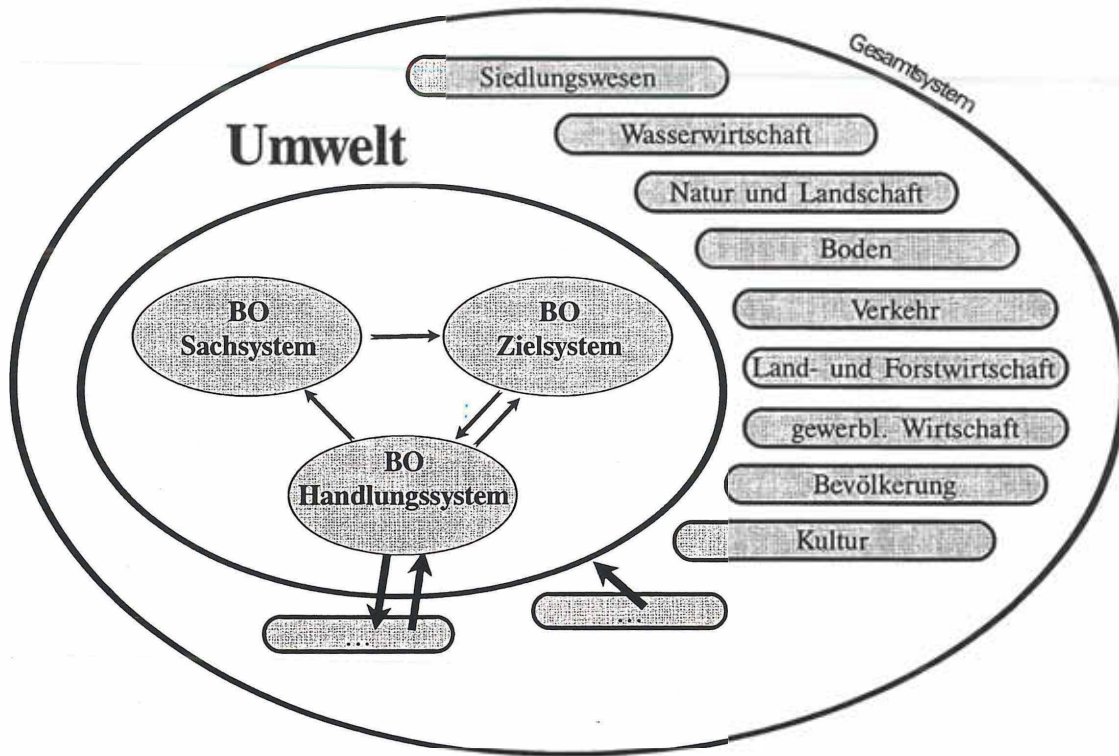 Gesamtsystem
Siedlungswesen
Umwelt
Wasserwirtschaft
Natur und Landschaft
Boden
Verkehr
Land- und Forstwirtschaft
gewerbl. Wirtschaft
Bevölkerung
Kultur
BO
Sachsystem
BO
Zielsystem
BO
Handlungssystem
...
...